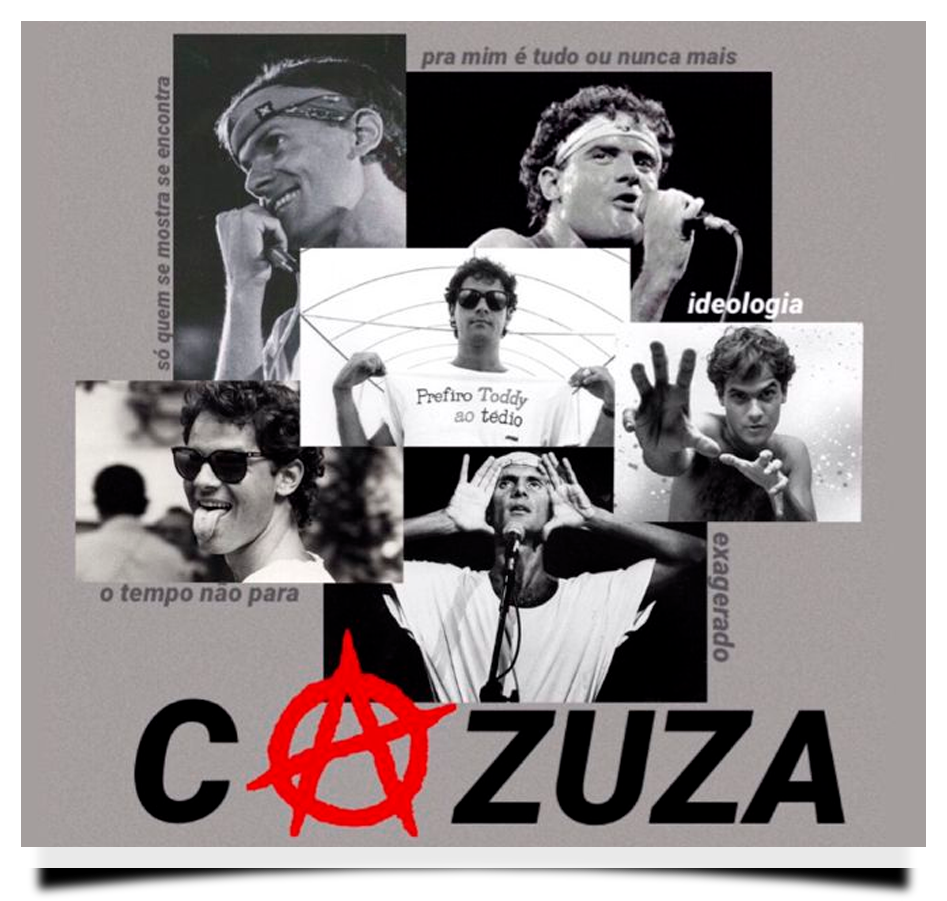 pra mim é tudo ou nunca mais
só quem se mostra se encontra
ideologia
Prefiro Toddy
ao tédio
exagerado
o tempo não para
CAZUZA